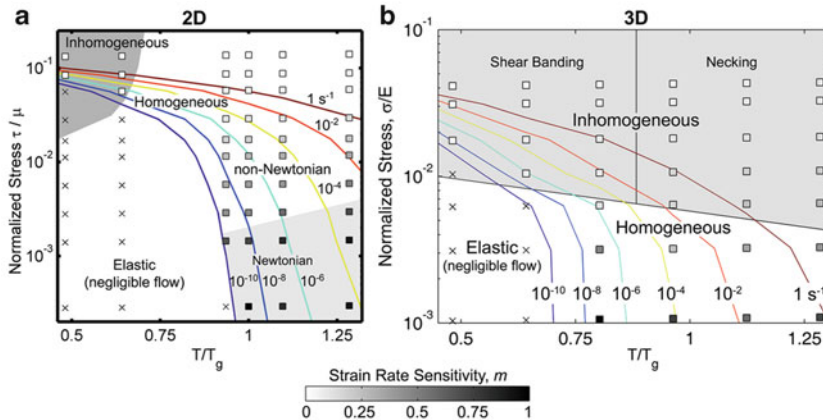 a
2D
Normalized Stress τ / μ
10⁻¹
10⁻²
10⁻³
Inhomogeneous
Homogeneous
1 s⁻¹
10⁻²
non-Newtonian
10⁻⁴
Newtonian
Elastic
(negligible flow)
10⁻¹⁰
10⁻⁸
10⁻⁶
0.5
0.75
1
1.25
T/Tg
b
3D
Normalized Stress, σ/E
10⁻¹
10⁻²
10⁻³
Shear Banding
Necking
Inhomogeneous
Homogeneous
Elastic
(negligible flow)
10⁻¹⁰
10⁻⁸
10⁻⁶
10⁻⁴
10⁻²
1 s⁻¹
0.5
0.75
1
1.25
T/Tg
Strain Rate Sensitivity, m
0
0.25
0.5
0.75
1